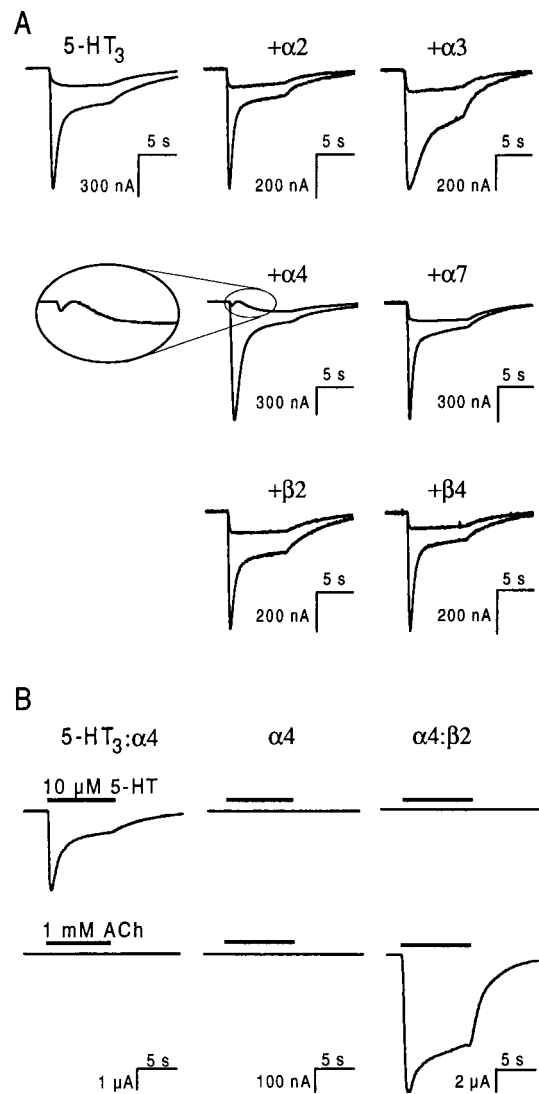 A
5-HT₃ +α2 +α3
5 s 5 s 5 s
300 nA 200 nA 200 nA
+α4 +α7
5 s 5 s
300 nA 300 nA
+β2 +β4
5 s 5 s
200 nA 200 nA
B
5-HT₃:α4 α4 α4:β2
10 µM 5-HT
1 mM ACh
5 s 5 s 5 s
1 µA 100 nA 2 µA